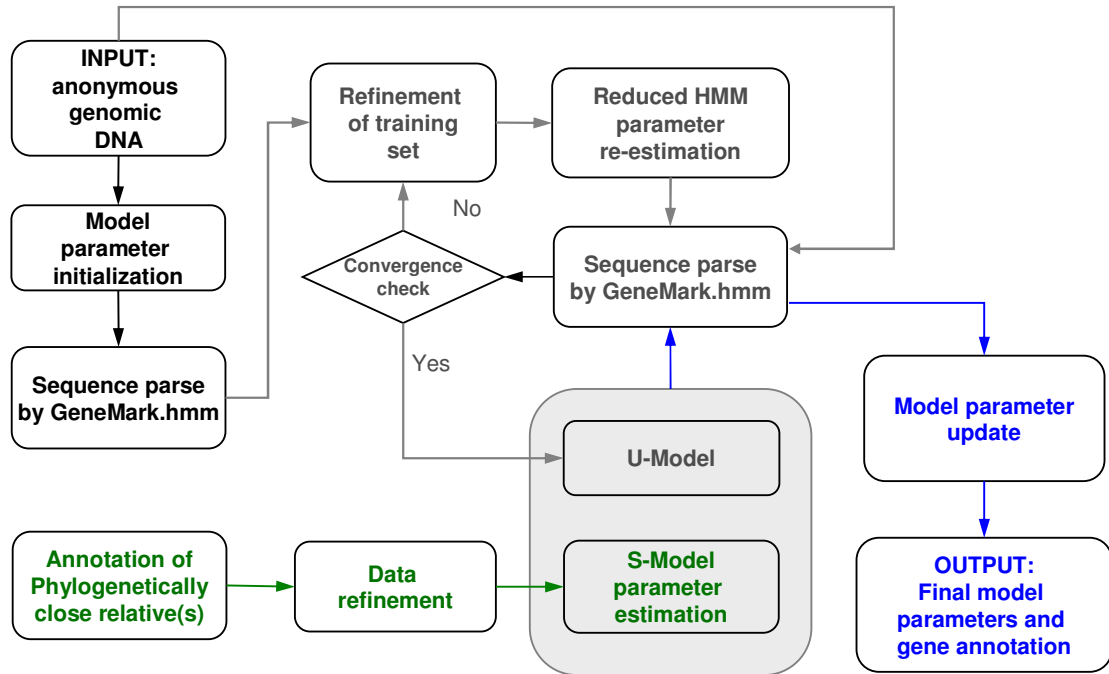 INPUT:
anonymous
genomic
DNA
Refinement
of training
set
Reduced HMM
parameter
re-estimation
No
Model
parameter
initialization
Convergence
check
Sequence parse
by GeneMark.hmm
Yes
Sequence parse
by GeneMark.hmm
Model parameter
update
U-Model
Annotation of
Phylogenetically
close relative(s)
Data
refinement
S-Model
parameter
estimation
OUTPUT:
Final model
parameters and
gene annotation